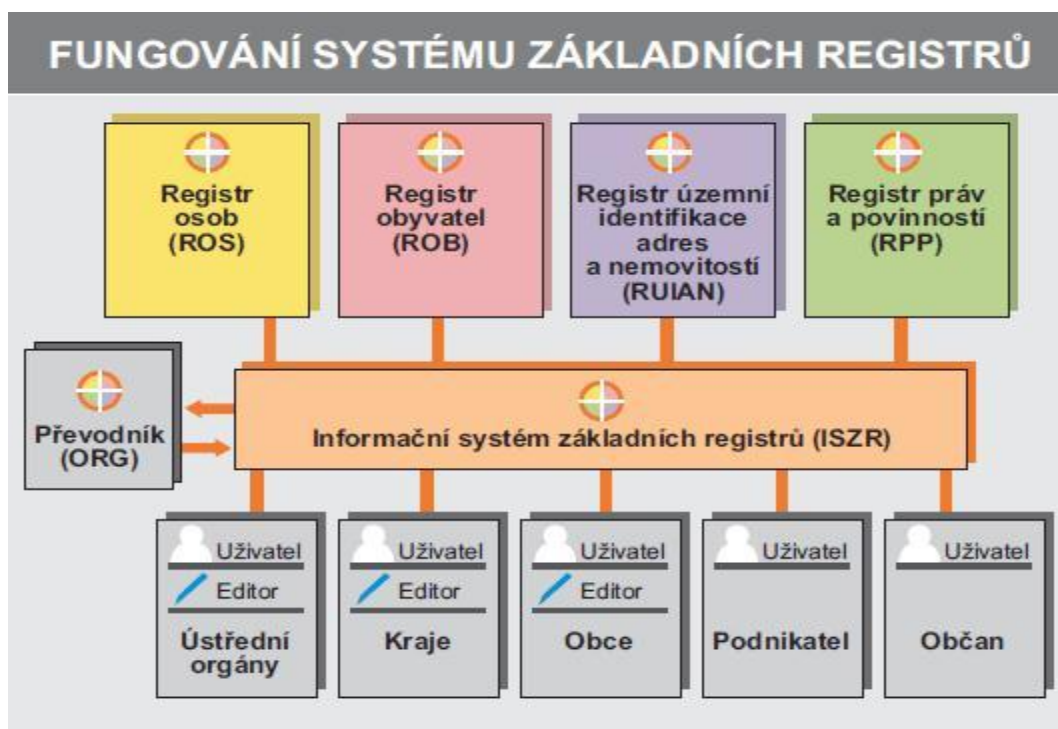 FUNGOVÁNÍ SYSTÉMU ZÁKLADNÍCH REGISTRŮ
Registr
osob
(ROS)
Registr
obyvatel
(ROB)
Registr územní
identifikace
adres
a nemovitostí
(RUIAN)
Registr práv
a povinností
(RPP)
Převodník
(ORG)
Informační systém základních registrů (ISZR)
Uživatel
Editor
Ústřední
orgány
Uživatel
Editor
Kraje
Uživatel
Editor
Obce
Uživatel
Podnikatel
Uživatel
Občan